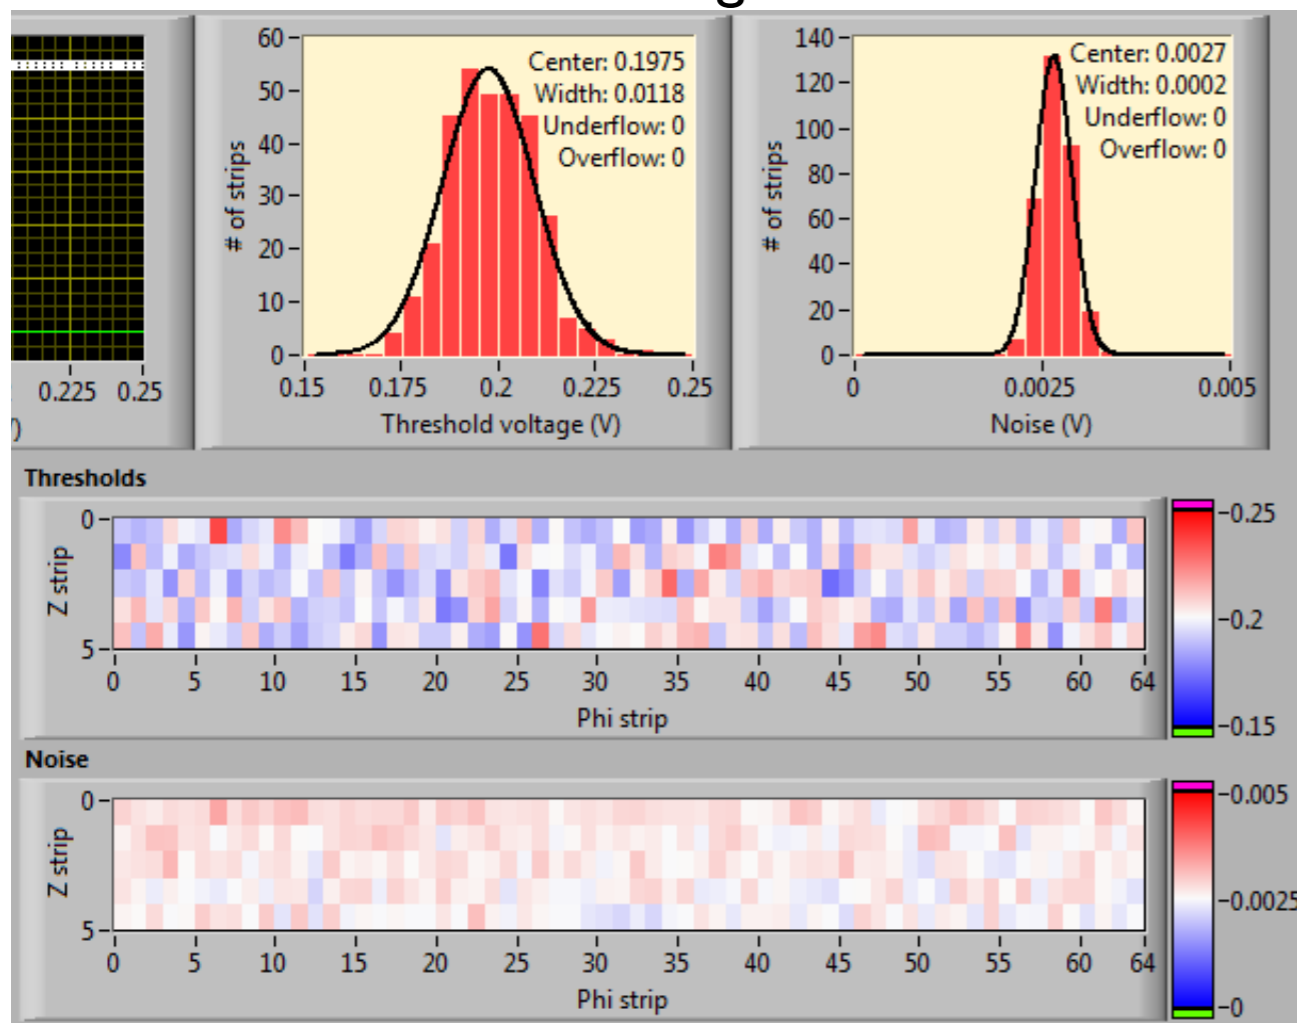 g
60
50
40
30
20
10
0
# of strips
Center: 0.1975
Width: 0.0118
Underflow: 0
Overflow: 0
0.15 0.175 0.2 0.225 0.25
Threshold voltage (V)
140
120
100
80
60
40
20
0
# of strips
Center: 0.0027
Width: 0.0002
Underflow: 0
Overflow: 0
0 0.0025 0.005
Noise (V)
0.225 0.25
)
Thresholds
0
Z strip
5
0 5 10 15 20 25 30 35 40 45 50 55 60 64
Phi strip
-0.25
-0.2
-0.15
Noise
0
Z strip
5
0 5 10 15 20 25 30 35 40 45 50 55 60 64
Phi strip
-0.005
-0.0025
-0